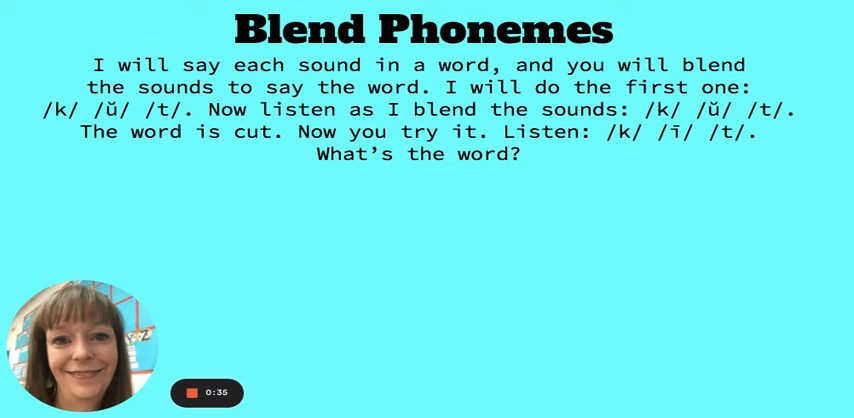 Blend Phonemes
I will say each sound in a word, and you will blend
the sounds to say the word. I will do the first one:
/k/ /ŭ/ /t/. Now listen as I blend the sounds: /k/ /ŭ/ /t/.
The word is cut. Now you try it. Listen: /k/ /ī/ /t/.
What’s the word?
0:35